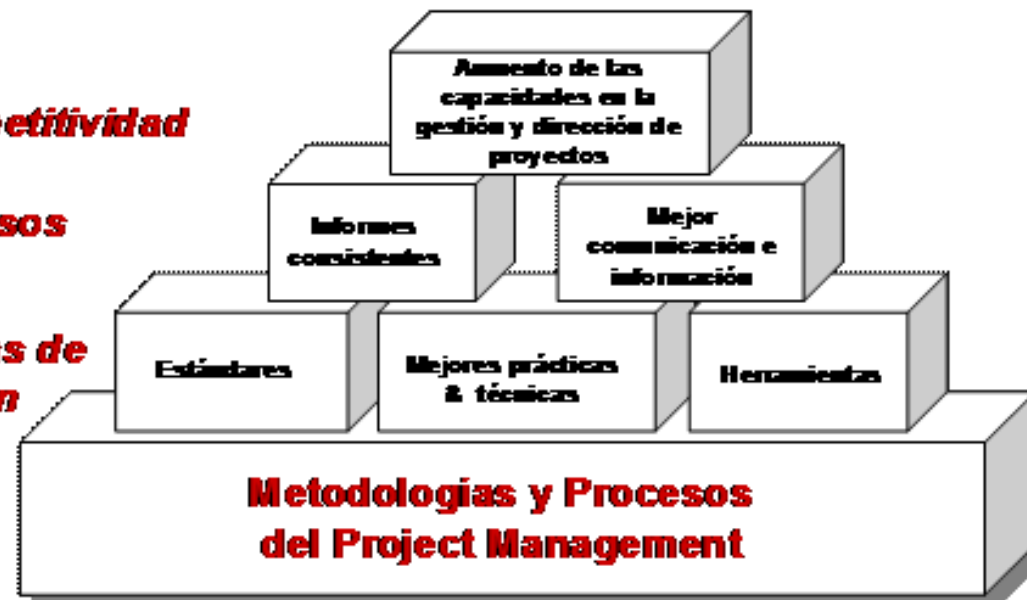 Aumento de las
capacidades en la
gestión y dirección de
proyectos
etitividad
Informes
consistentes
Mejor
comunicación e
información
sos
Estándares
Mejores prácticas
& técnicas
Herramientas
s de
n
Metodologías y Procesos
del Project Management